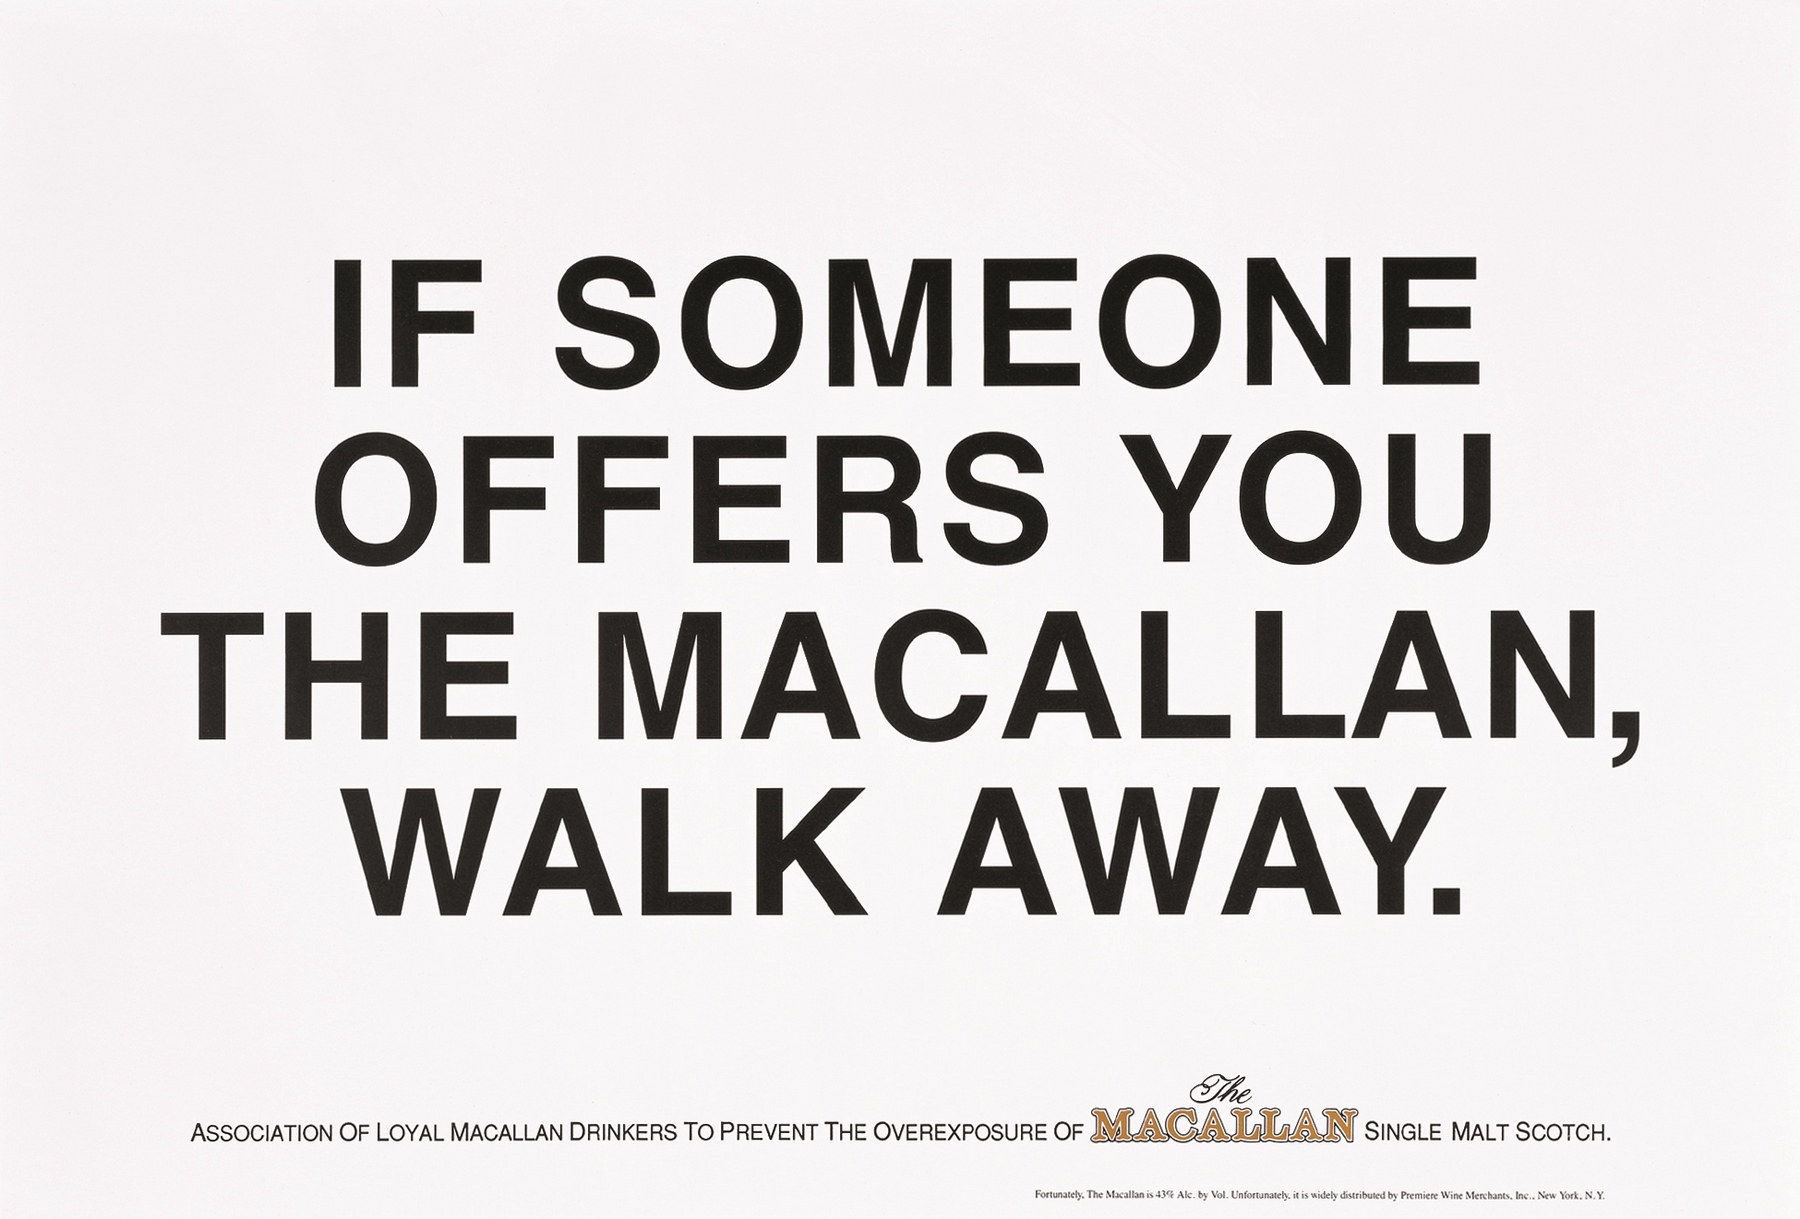 IF SOMEONE
OFFERS YOU
THE MACALLAN,
WALK AWAY.
ASSOCIATION OF LOYAL MACALLAN DRINKERS TO PREVENT THE OVEREXPOSURE OF The MACALLAN SINGLE MALT SCOTCH.
Fortunately, The Macallan is 43% Alc. by Vol. Unfortunately, it is widely distributed by Premiere Wine Merchants, Inc., New York, N.Y.